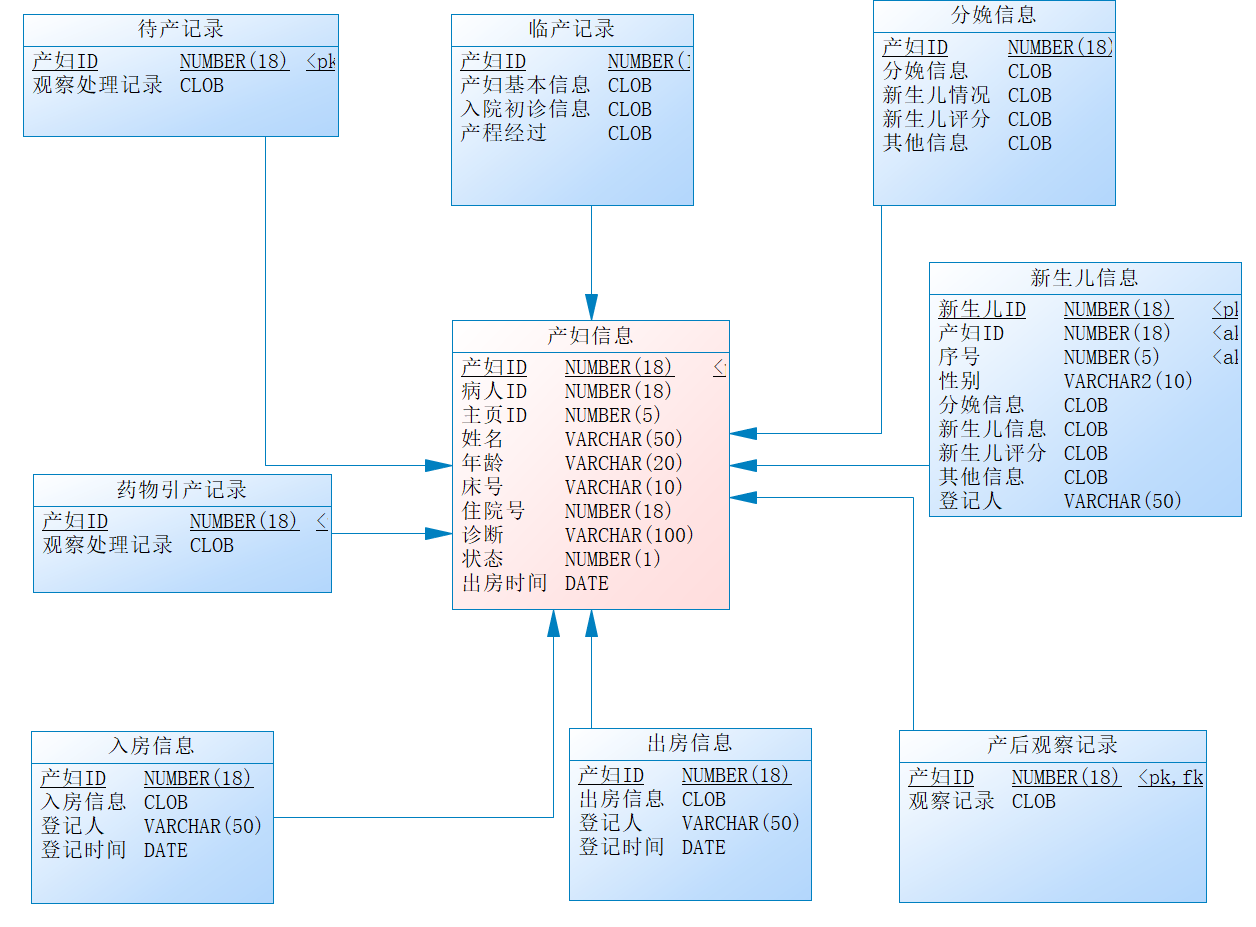 待产记录
产妇ID NUMBER(18) <pk
观察处理记录 CLOB
临产记录
产妇ID NUMBER(1
产妇基本信息 CLOB
入院初诊信息 CLOB
产程经过 CLOB
分娩信息
产妇ID NUMBER(18)
分娩信息 CLOB
新生儿情况 CLOB
新生儿评分 CLOB
其他信息 CLOB
新生儿信息
新生儿ID NUMBER(18) <pl
产妇ID NUMBER(18) <al
序号 NUMBER(5) <al
性别 VARCHAR2(10)
分娩信息 CLOB
新生儿信息 CLOB
新生儿评分 CLOB
其他信息 CLOB
登记人 VARCHAR(50)
产妇信息
产妇ID NUMBER(18) <
病人ID NUMBER(18)
主页ID NUMBER(5)
姓名 VARCHAR(50)
年龄 VARCHAR(20)
床号 VARCHAR(10)
住院号 NUMBER(18)
诊断 VARCHAR(100)
状态 NUMBER(1)
出房时间 DATE
药物引产记录
产妇ID NUMBER(18) <
观察处理记录 CLOB
入房信息
产妇ID NUMBER(18)
入房信息 CLOB
登记人 VARCHAR(50)
登记时间 DATE
出房信息
产妇ID NUMBER(18)
出房信息 CLOB
登记人 VARCHAR(50)
登记时间 DATE
产后观察记录
产妇ID NUMBER(18) <pk,fk
观察记录 CLOB